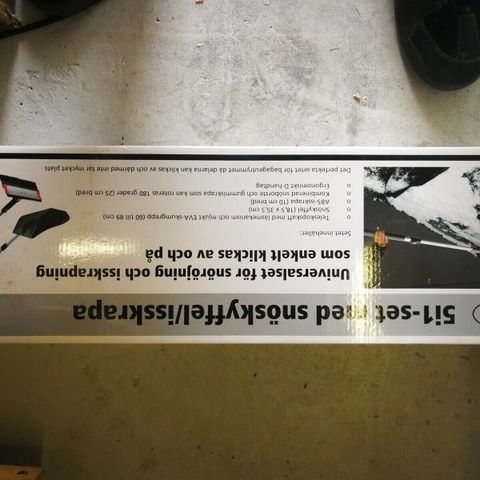 5i1-set med snöskyffel/isskrapa
Universalset för snöröjning och isskrapning
som enkelt klickas av och på
Setet innehåller:
o Teleskopskaft med låsmekanism och mjukt EVA-skumgrepp (60 till 89 cm)
o Snöskyffel (18,5 x 35,5 cm)
o ABS-isskrapa (10 cm bred)
o Kombinerad snöborste och gummiskrapa som kan roteras 180 grader (25 cm bred)
o Ergonomiskt D-handtag
Det perfekta setet för bagageutrymmet då delarna kan klickas av och därmed inte tar mycket plats